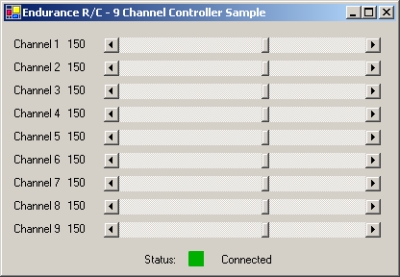 Endurance R/C - 9 Channel Controller Sample
Channel 1 150
Channel 2 150
Channel 3 150
Channel 4 150
Channel 5 150
Channel 6 150
Channel 7 150
Channel 8 150
Channel 9 150
Status: Connected